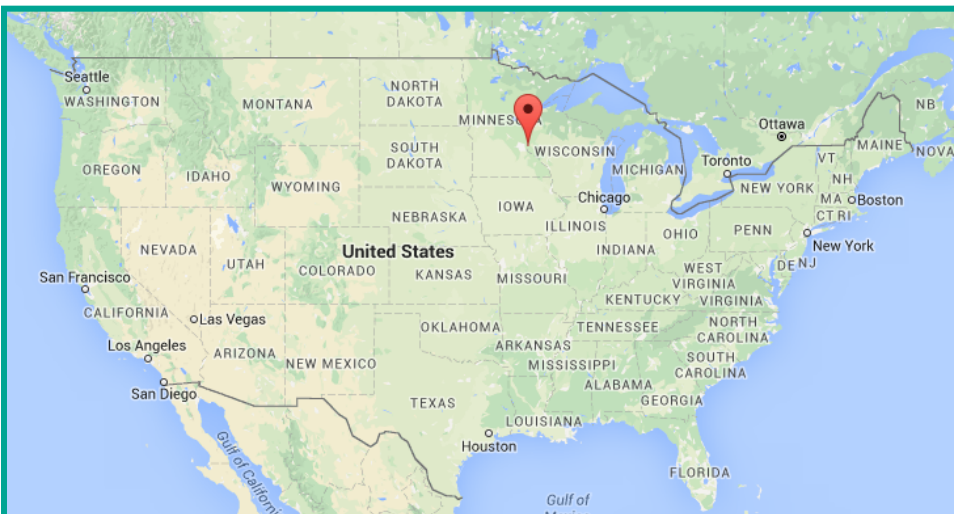 Seattle
WASHINGTON
MONTANA
NORTH
DAKOTA
MINNES
Ottawa
NB
MAINE
NOVA
OREGON
IDAHO
SOUTH
DAKOTA
WISCONSIN
MICHIGAN
Toronto
VT
NH
WYOMING
NEW YORK
MA
Boston
CT RI
NEBRASKA
IOWA
Chicago
ILLINOIS
INDIANA
OHIO
PENN
New York
NEVADA
UTAH
COLORADO
United States
KANSAS
MISSOURI
WEST
VIRGINIA
DE NJ
San Francisco
CALIFORNIA
KENTUCKY
VIRGINIA
Las Vegas
OKLAHOMA
TENNESSEE
NORTH
CAROLINA
Los Angeles
ARIZONA
NEW MEXICO
ARKANSAS
MISSISSIPPI
SOUTH
CAROLINA
San Diego
TEXAS
ALABAMA
GEORGIA
LOUISIANA
Houston
Gulf of California
FLORIDA
Gulf of